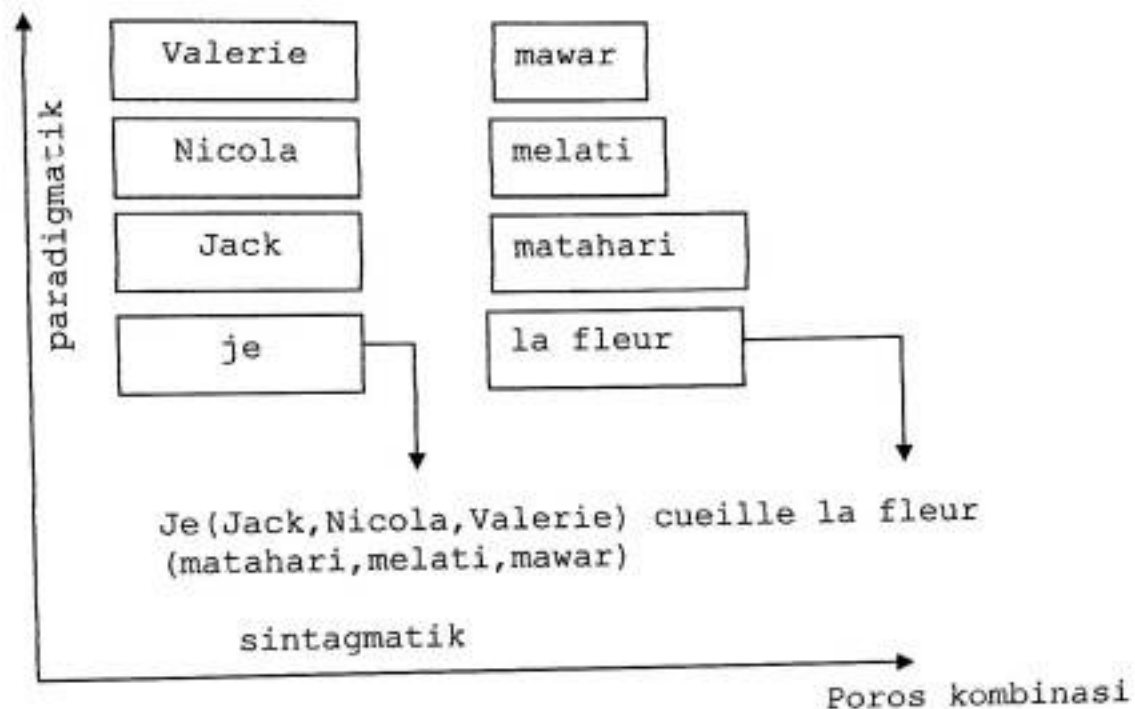 paradigmatik
Valerie
mawar
Nicola
melati
Jack
matahari
je
la fleur
Je(Jack,Nicola,Valerie) cueille la fleur
(matahari,melati,mawar)
sintagmatik
Poros kombinasi